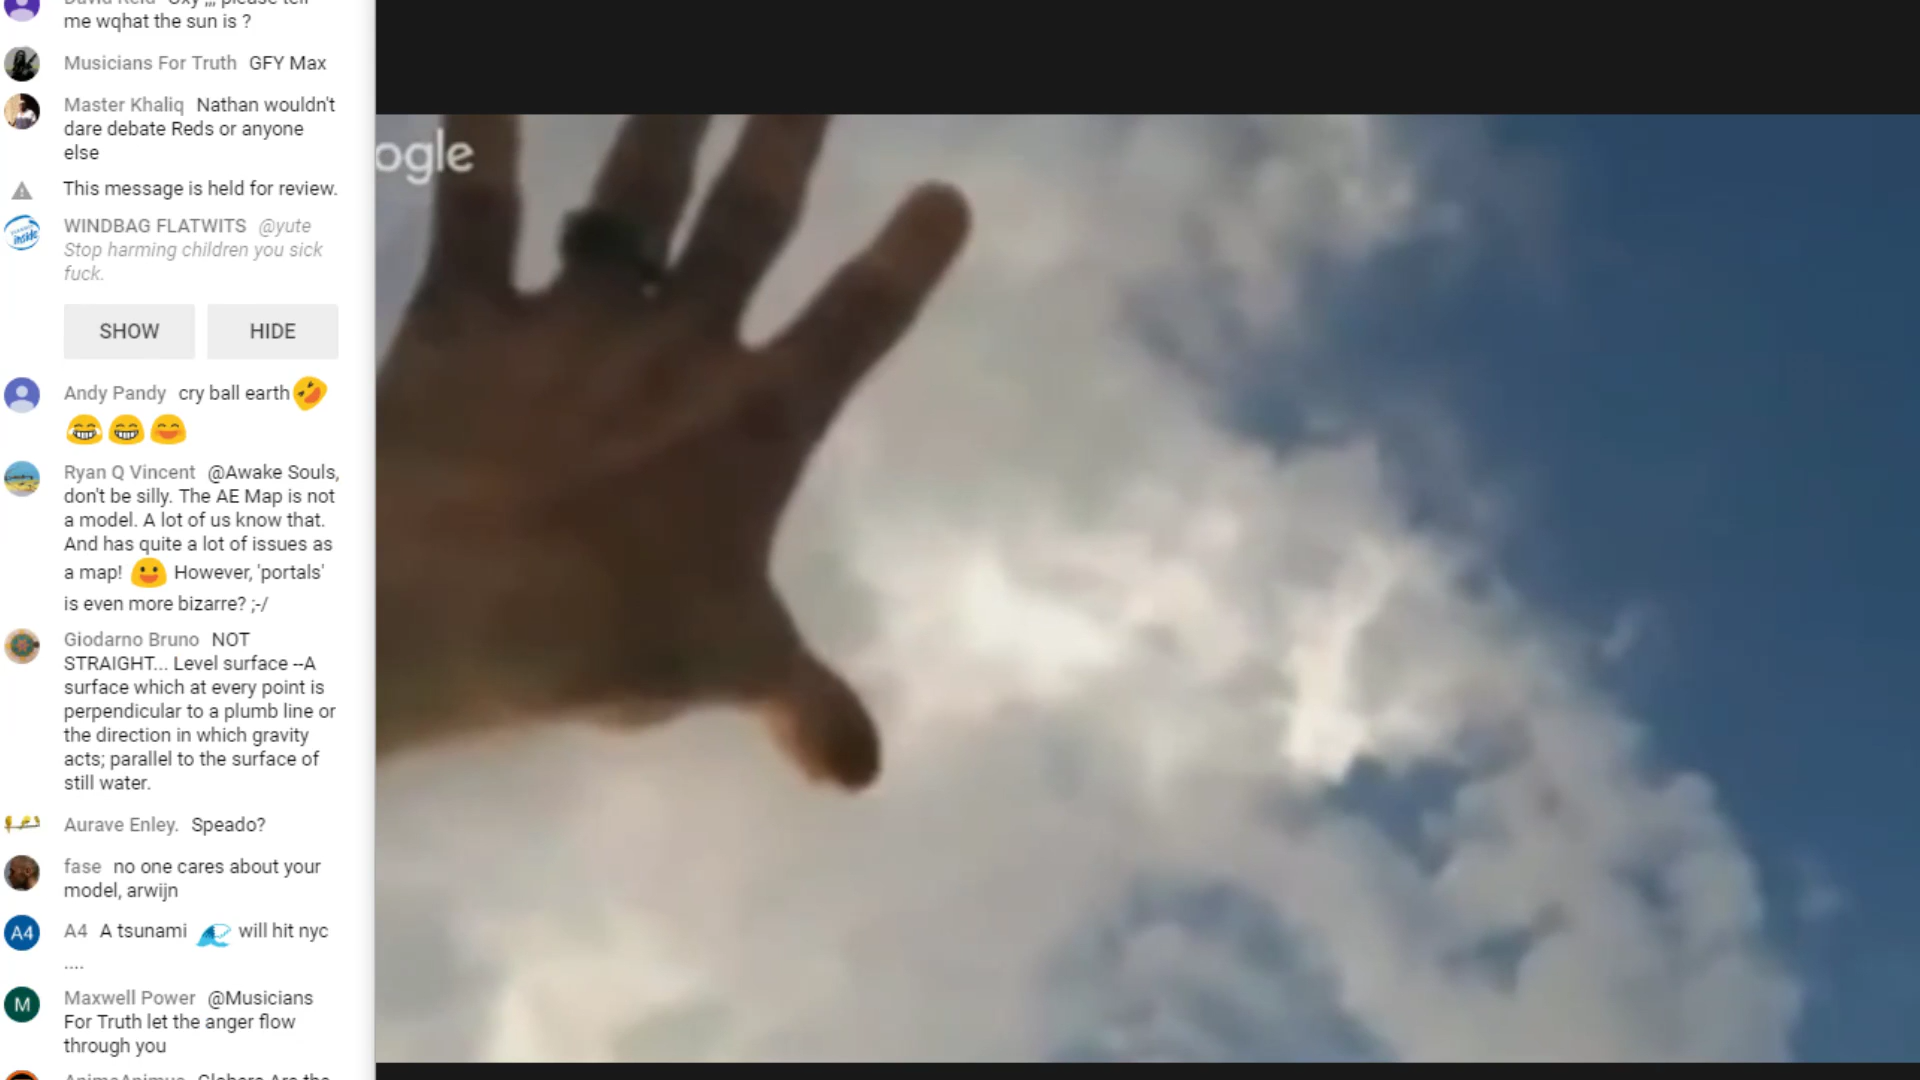 me wqhat the sun is ?
Musicians For Truth GFY Max
Master Khaliq Nathan wouldn't
dare debate Reds or anyone
else
This message is held for review.
WINDBAG FLATWITS @yute
Stop harming children you sick
fuck.
SHOW HIDE
Andy Pandy cry ball earth
Ryan Q Vincent @Awake Souls,
don't be silly. The AE Map is not
a model. A lot of us know that.
And has quite a lot of issues as
a map! However, 'portals'
is even more bizarre? ;-/
Giodarno Bruno NOT
STRAIGHT... Level surface --A
surface which at every point is
perpendicular to a plumb line or
the direction in which gravity
acts; parallel to the surface of
still water.
Aurave Enley. Speado?
fase no one cares about your
model, arwijn
A4 A4 A tsunami will hit nyc
....
M Maxwell Power @Musicians
For Truth let the anger flow
through you
ogle